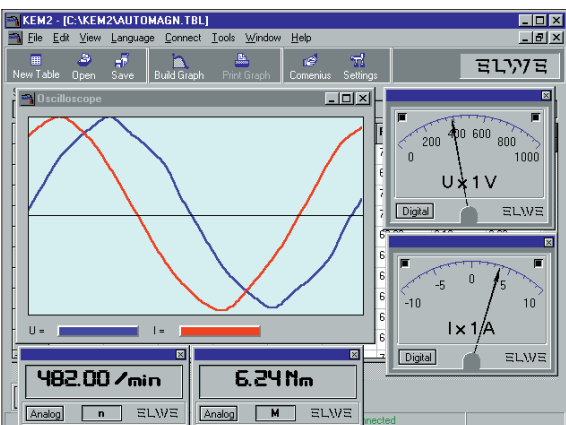 KEM2 - [C:\KEM2\AUTOMAGN.TBL]
File Edit View Language Connect Tools Window Help
New Table Open Save Build Graph Print Graph Comenius Settings
ELWE
Oscilloscope
U = I =
0 200 400 600 800 1000
U x 1 V
Digital ELWE
-10 -5 0 5 10
I x 1 A
Digital ELWE
482.00 /min
Analog n ELWE
6.24 Nm
Analog M ELWE